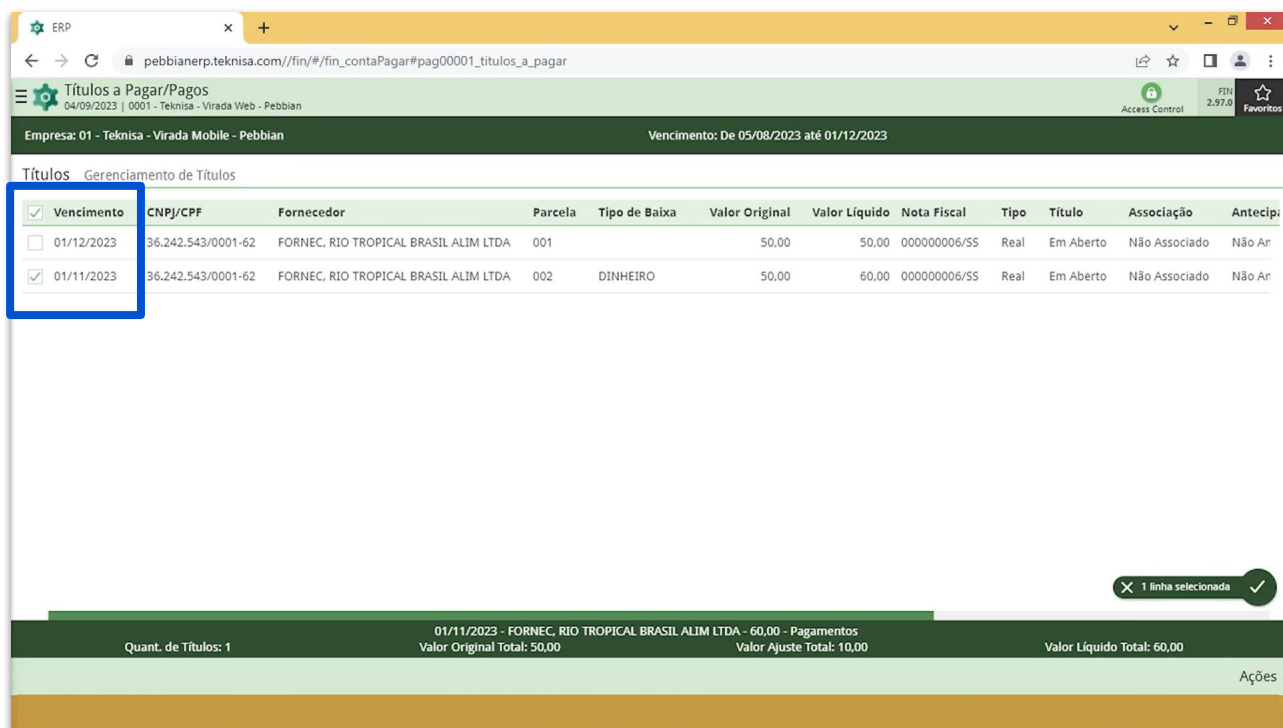 ERP
pebbianerp.teknisa.com//fin/#/fin_contaPagar#pag00001_titulos_a_pagar
Títulos a Pagar/Pagos
04/09/2023 | 0001 - Teknisa - Virada Web - Pebbian
Access Control
FIN
2.97.0
Favoritos
Empresa: 01 - Teknisa - Virada Mobile - Pebbian Vencimento: De 05/08/2023 até 01/12/2023
Títulos Gerenciamento de Títulos
Vencimento CNPJ/CPF Fornecedor Parcela Tipo de Baixa Valor Original Valor Líquido Nota Fiscal Tipo Título Associação Antecipa
01/12/2023 36.242.543/0001-62 FORNEC, RIO TROPICAL BRASIL ALIM LTDA 001 50,00 50,00 000000006/SS Real Em Aberto Não Associado Não An
01/11/2023 36.242.543/0001-62 FORNEC, RIO TROPICAL BRASIL ALIM LTDA 002 DINHEIRO 50,00 60,00 000000006/SS Real Em Aberto Não Associado Não An
1 linha selecionada
01/11/2023 - FORNEC, RIO TROPICAL BRASIL ALIM LTDA - 60,00 - Pagamentos
Quant. de Títulos: 1 Valor Original Total: 50,00 Valor Ajuste Total: 10,00 Valor Líquido Total: 60,00
Ações